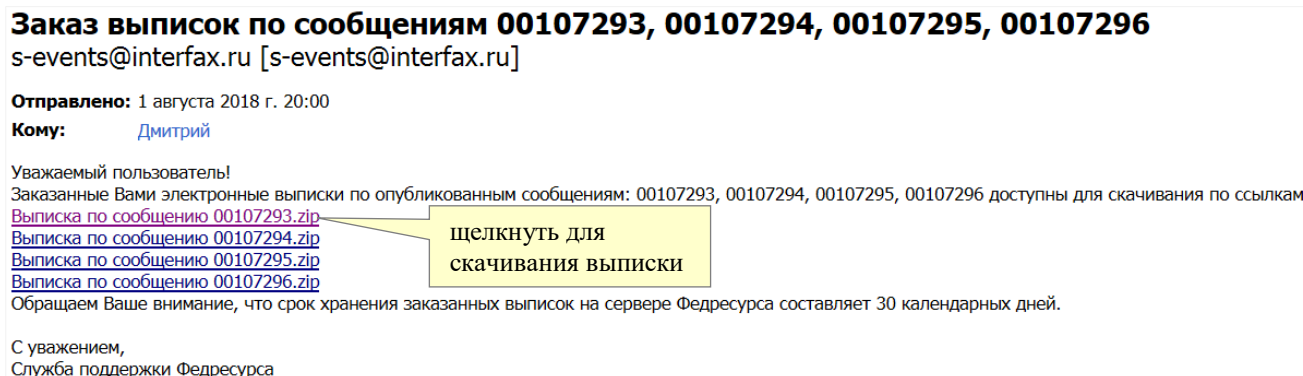 Заказ выписок по сообщениям 00107293, 00107294, 00107295, 00107296
s-events@interfax.ru [s-events@interfax.ru]
Отправлено: 1 августа 2018 г. 20:00
Кому: Дмитрий
Уважаемый пользователь!
Заказанные Вами электронные выписки по опубликованным сообщениям: 00107293, 00107294, 00107295, 00107296 доступны для скачивания по ссылкам
Выписка по сообщению 00107293.zip
Выписка по сообщению 00107294.zip
Выписка по сообщению 00107295.zip
Выписка по сообщению 00107296.zip
щелкнуть для
скачивания выписки
Обращаем Ваше внимание, что срок хранения заказанных выписок на сервере Федресурса составляет 30 календарных дней.
С уважением,
Служба поддержки Федресурса